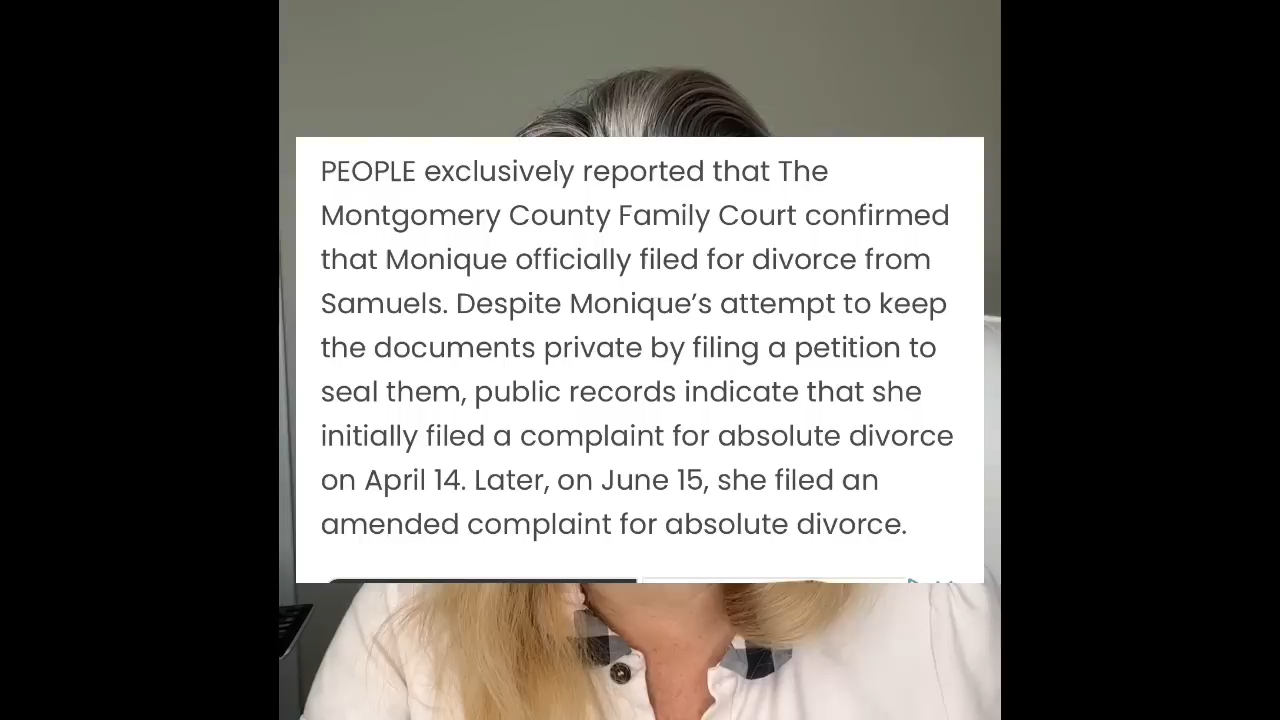 PEOPLE exclusively reported that The
Montgomery County Family Court confirmed
that Monique officially filed for divorce from
Samuels. Despite Monique’s attempt to keep
the documents private by filing a petition to
seal them, public records indicate that she
initially filed a complaint for absolute divorce
on April 14. Later, on June 15, she filed an
amended complaint for absolute divorce.